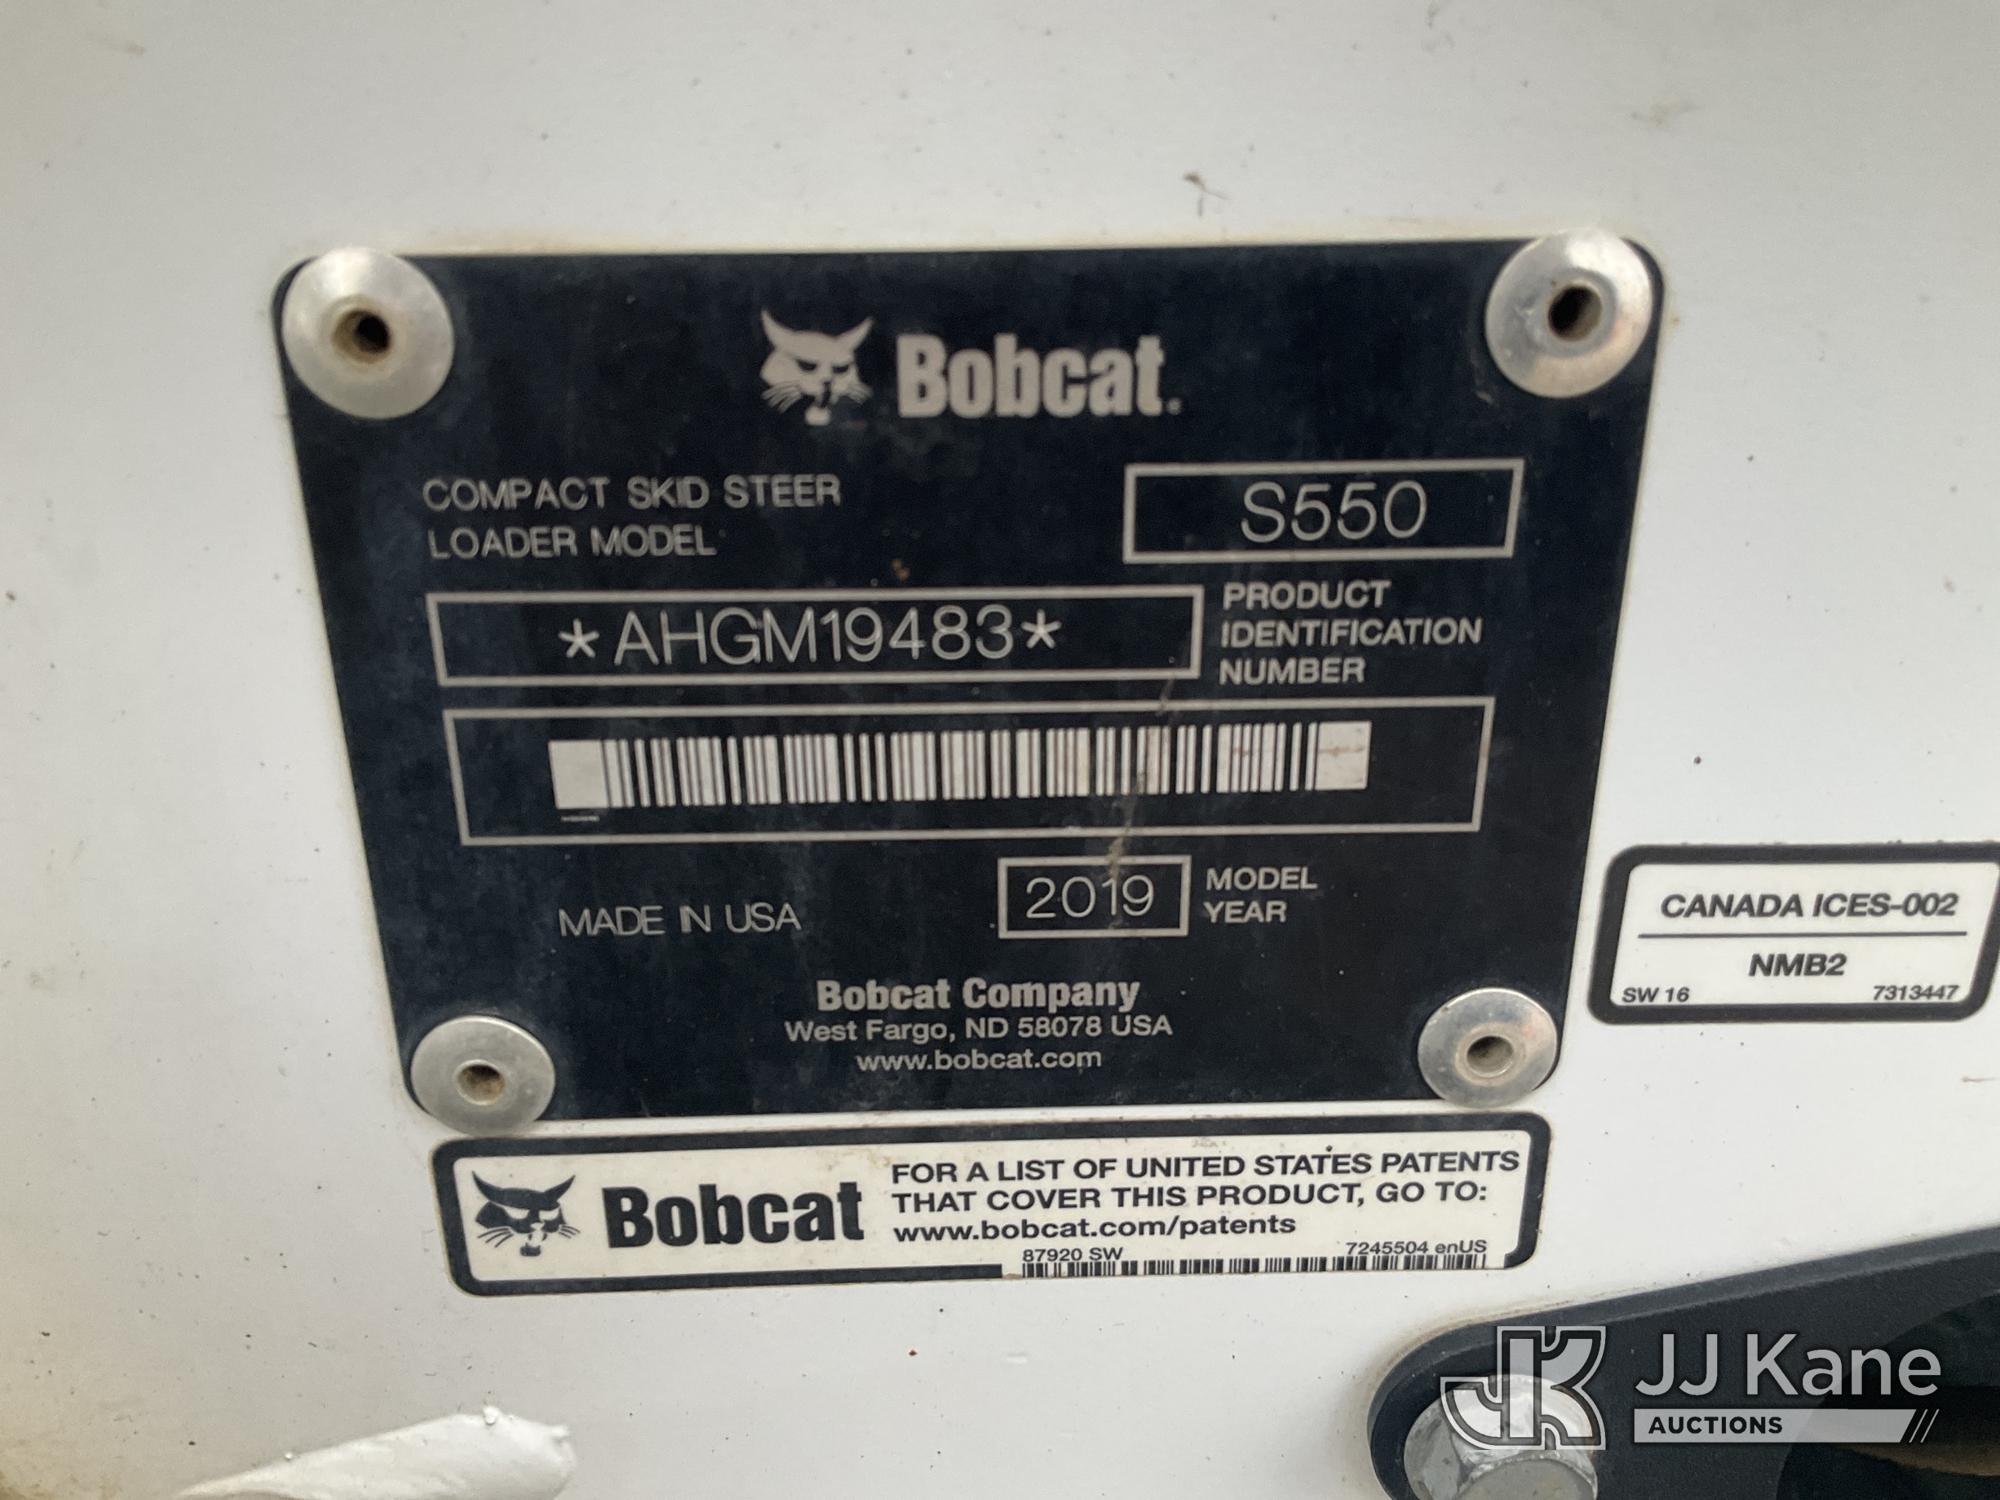 Bobcat.
COMPACT SKID STEER
LOADER MODEL
S550
*AHGM19483*
PRODUCT
IDENTIFICATION
NUMBER
MADE IN USA
2019
MODEL
YEAR
Bobcat Company
West Fargo, ND 58078 USA
www.bobcat.com
CANADA ICES-002
NMB2
SW 16 7313447
Bobcat
FOR A LIST OF UNITED STATES PATENTS
THAT COVER THIS PRODUCT, GO TO:
www.bobcat.com/patents
87920 SW 7245504 enUS
JK
JJ Kane
AUCTIONS